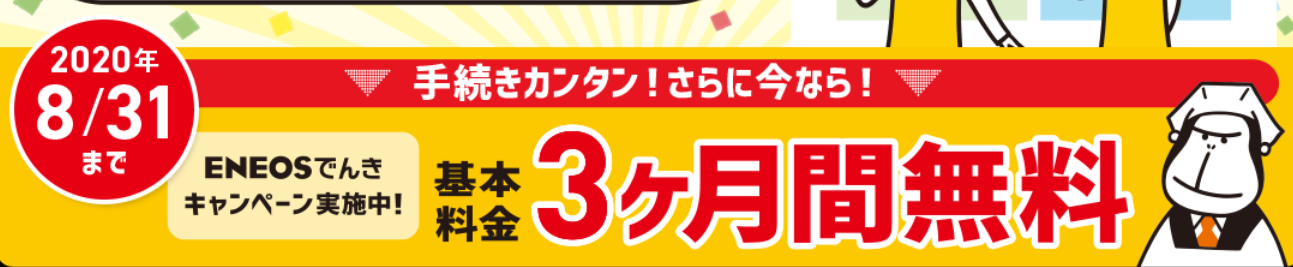 2020年
8/31
まで
手続きカンタン！さらに今なら！
ENEOSでんき
キャンペーン実施中！
基本
料金
3ヶ月間無料